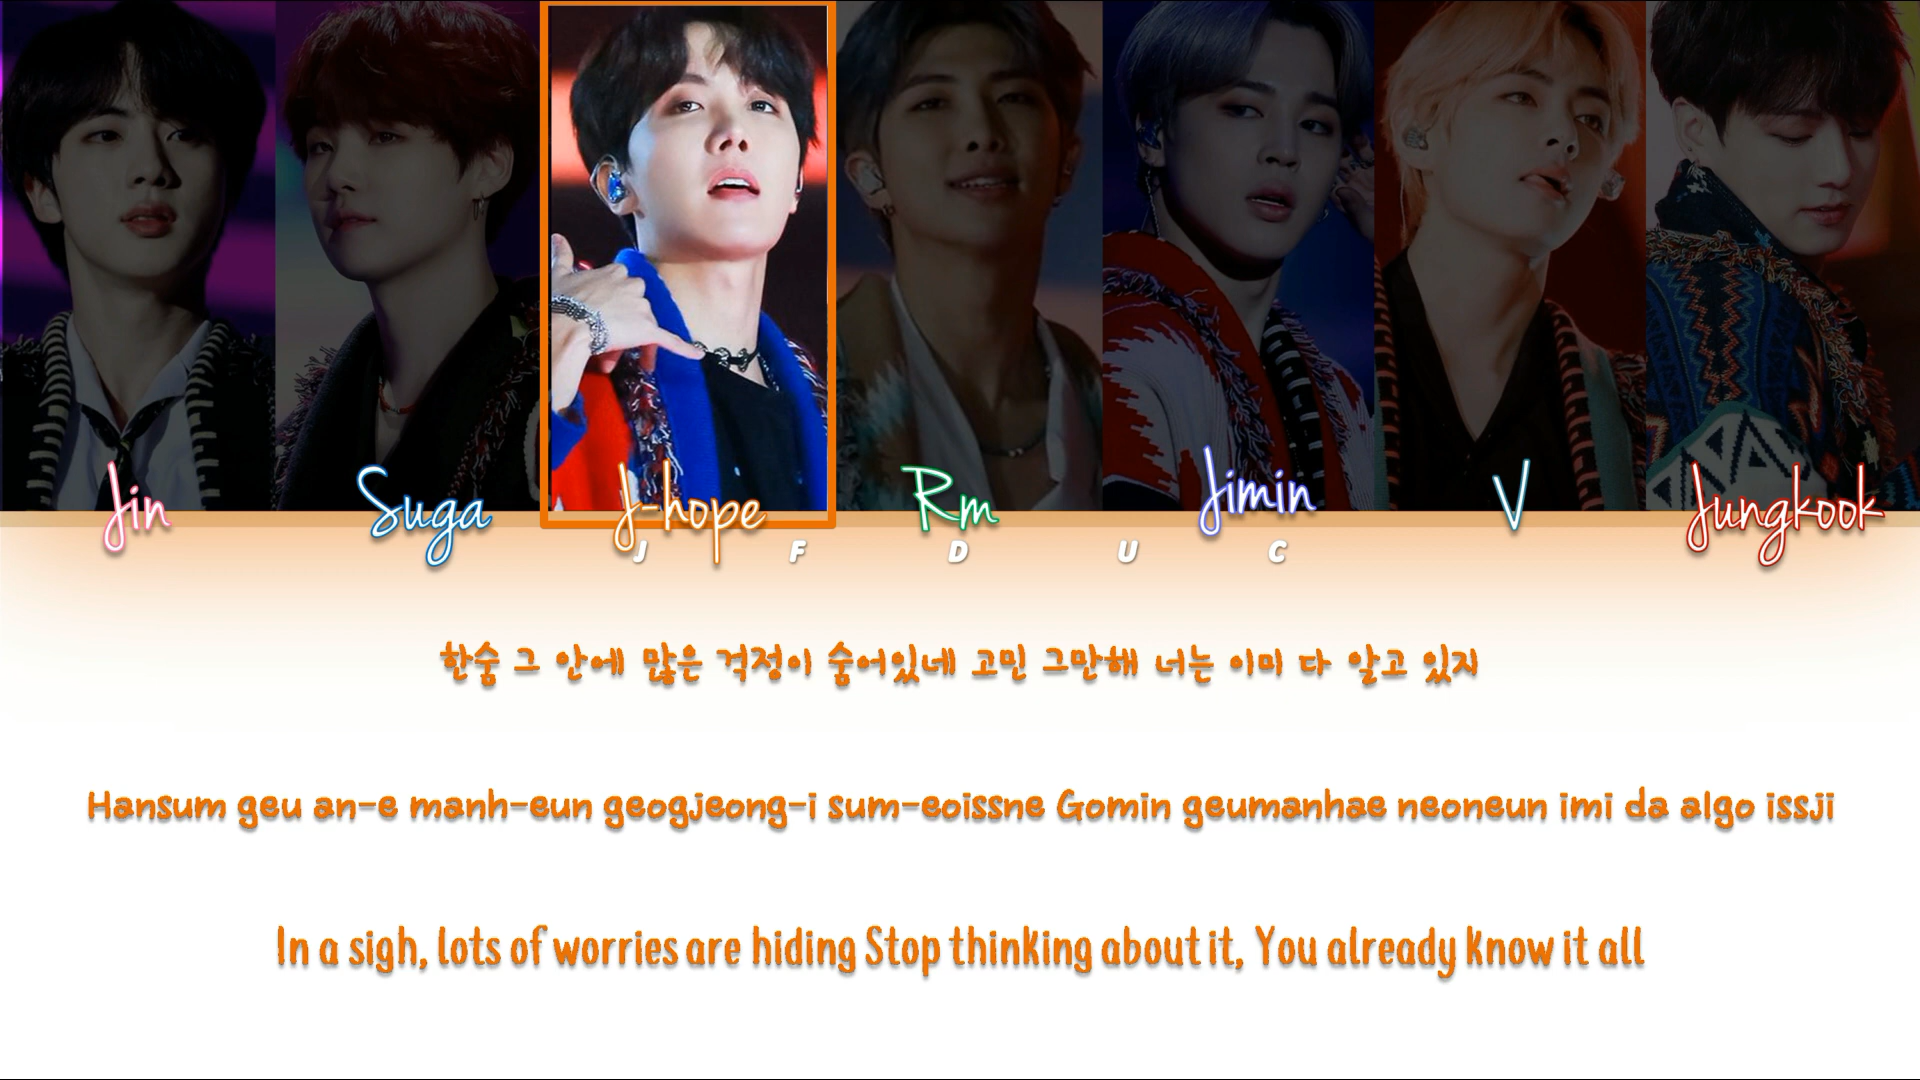 Jin Suga J-hope Rm Jimin V Jungkook
J F D U C
한숨 그 안에 많은 걱정이 숨어있네 고민 그만해 너는 이미 다 알고 있지
Hansum geu an-e manh-eun geogjeong-i sum-eoissne Gomin geumanhae neoneun imi da algo issji
In a sigh, lots of worries are hiding Stop thinking about it, You already know it all